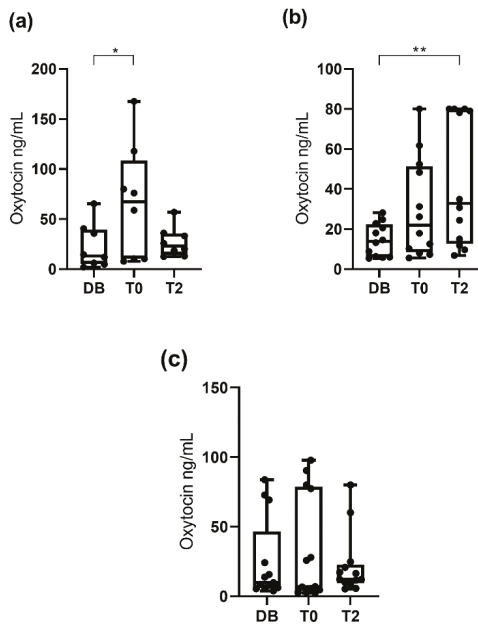 (a)
*
Oxytocin ng/mL
200
150
100
50
0
DB T0 T2
(b)
**
Oxytocin ng/mL
100
80
60
40
20
0
DB T0 T2
(c)
Oxytocin ng/mL
150
100
50
0
DB T0 T2